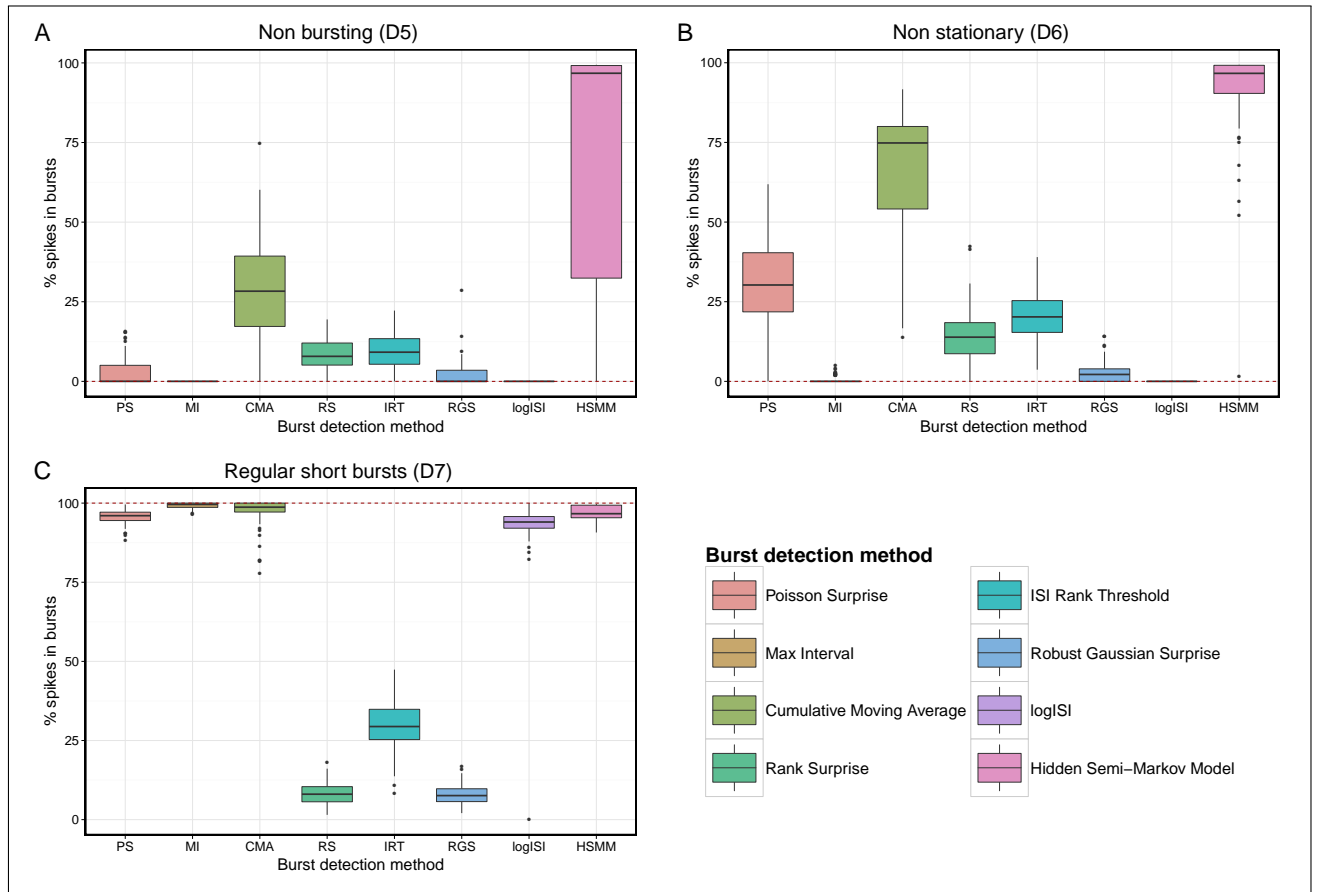 A
Non bursting (D5)
100
75
50
25
0
% spikes in bursts
PS MI CMA RS IRT RGS logISI HSMM
Burst detection method
B
Non stationary (D6)
100
75
50
25
0
% spikes in bursts
PS MI CMA RS IRT RGS logISI HSMM
Burst detection method
C
Regular short bursts (D7)
100
75
50
25
0
% spikes in bursts
PS MI CMA RS IRT RGS logISI HSMM
Burst detection method
Burst detection method
Poisson Surprise
Max Interval
Cumulative Moving Average
Rank Surprise
ISI Rank Threshold
Robust Gaussian Surprise
logISI
Hidden Semi−Markov Model